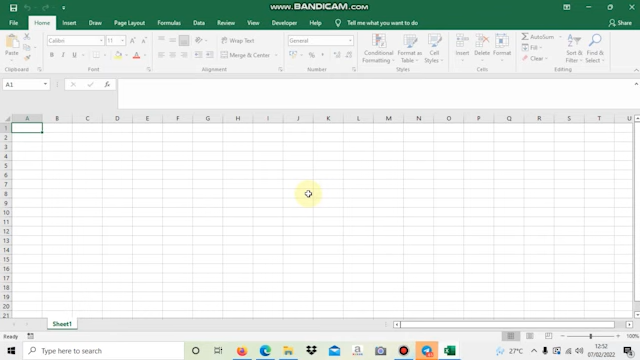 www.BANDICAM.com
File Home Insert Draw Page Layout Formulas Data Review View Developer Help Tell me what you want to do Share
Calibri 11 General AutoSum
Paste Wrap Text Fill
Merge & Center Conditional Formatting Format as Table Cell Styles Insert Delete Format Clear Sort & Filter Find & Select
Clipboard Font Alignment Number Styles Cells Editing
A1 fx
A B C D E F G H I J K L M N O P Q R S T U
1
2
3
4
5
6
7
8
9
10
11
12
13
14
15
16
17
18
19
20
21
Sheet1
Ready 100%
Type here to search 27°C 12:52
07/02/2022